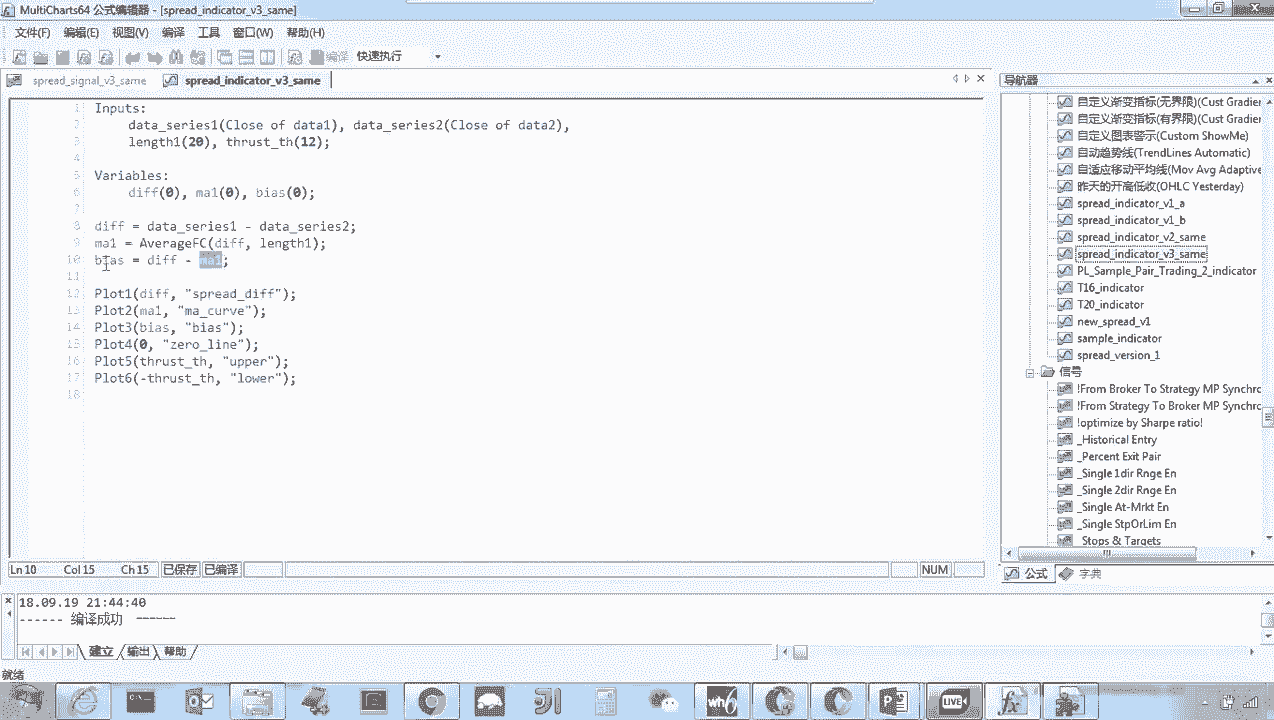 MultiCharts64 公式编辑器 - [spread_indicator_v3_same]
文件(F) 编辑(E) 视图(V) 编译 工具 窗口(W) 帮助(H)
编译 快速执行
spread_signal_v3_same spread_indicator_v3_same
1 Inputs:
2 data_series1(Close of data1), data_series2(Close of data2),
3 length1(20), thrust_th(12);
4
5 Variables:
6 diff(0), ma1(0), bias(0);
7
8 diff = data_series1 - data_series2;
9 ma1 = AverageFC(diff, length1);
10 bias = diff - ma1;
11
12 Plot1(diff, "spread_diff");
13 Plot2(ma1, "ma_curve");
14 Plot3(bias, "bias");
15 Plot4(0, "zero_line");
16 Plot5(thrust_th, "upper");
17 Plot6(-thrust_th, "lower");
18
Ln 10 Col 15 Ch 15 已保存 已编译 NUM
导航器
自定义渐变指标(无界限)(Cust Gradier
自定义渐变指标(有界限)(Cust Gradier
自定义图表警示(Custom ShowMe)
自动趋势线(TrendLines Automatic)
自适应移动平均线(Mov Avg Adaptive
昨天的开高低收(OHLC Yesterday)
spread_indicator_v1_a
spread_indicator_v1_b
spread_indicator_v2_same
spread_indicator_v3_same
PL_Sample_Pair_Trading_2_indicator
T16_indicator
T20_indicator
new_spread_v1
sample_indicator
spread_version_1
信号
!From Broker To Strategy MP Synchro
!From Strategy To Broker MP Synchro
!optimize by Sharpe ratio!
_Historical Entry
_Percent Exit Pair
_Single 1dir Rnge En
_Single 2dir Rnge En
_Single At-Mrkt En
_Single StpOrLim En
_Stops & Targets
公式 字典
18.09.19 21:44:40
------ 编译成功 ------
建立 输出 帮助
就绪
wh6
LIVE